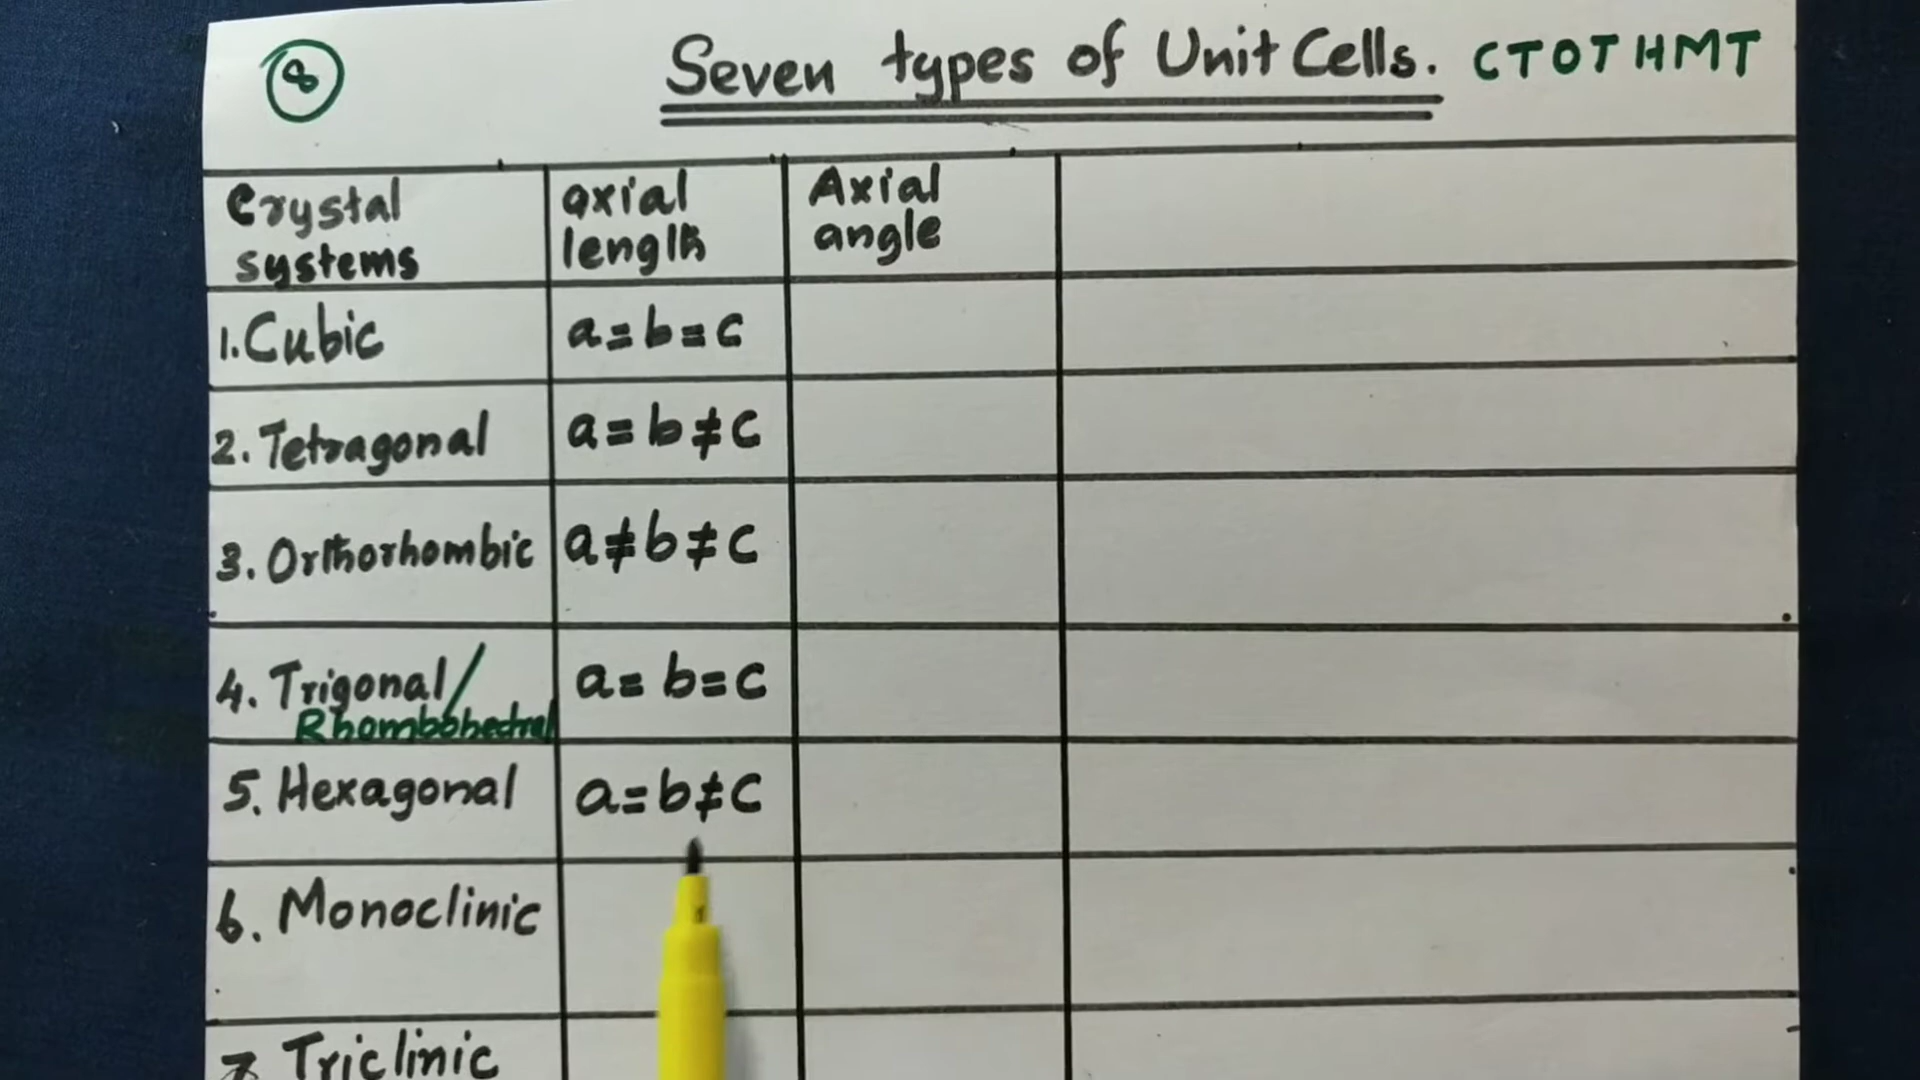 8
Seven types of Unit Cells. CTOTHMT
Crystal systems
axial length
Axial angle
1. Cubic
a = b = c
2. Tetragonal
a = b ≠ c
3. Orthorhombic
a ≠ b ≠ c
4. Trigonal/
Rhombohedral
a = b = c
5. Hexagonal
a = b ≠ c
6. Monoclinic
7 Triclinic